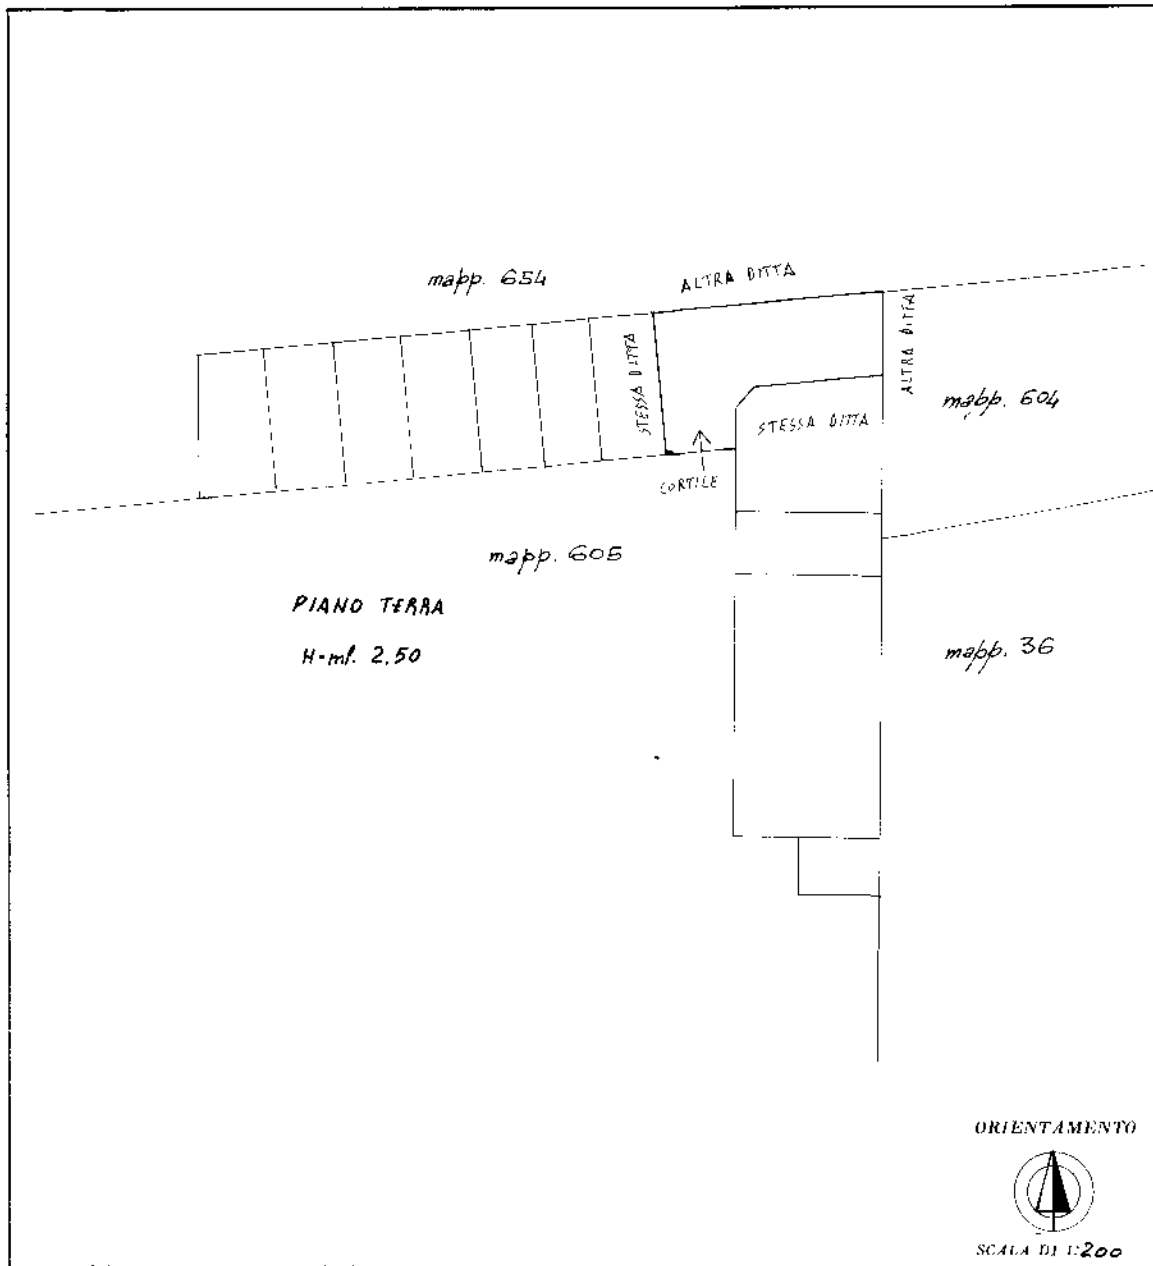 mapp. 654
ALTRA DITTA
STESSA DITTA
ALTRA DITTA
mapp. 604
STESSA DITTA
CORTILE
mapp. 605
PIANO TERRA
H=ml. 2,50
mapp. 36
ORIENTAMENTO
SCALA DI 1:200